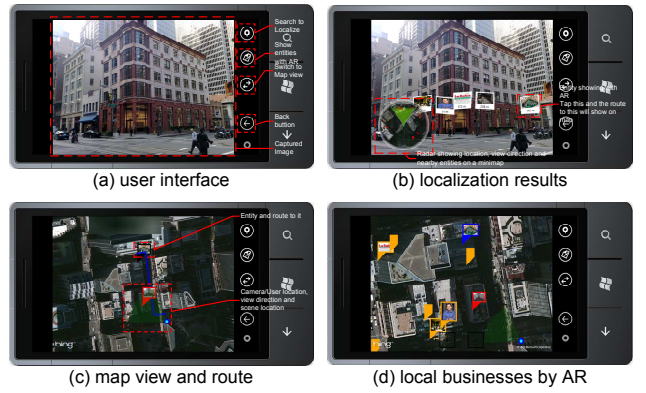 Search to
Localize
Show
entities
with AR
Switch to
Map view
Back
buttion
Captured
Image
(a) user interface
Entity showing with
AR
Tap this and the route
to this will show on
map
Radar showing location, view direction and
nearby entities on a minimap
(b) localization results
Entity and route to it
Camera/User location,
view direction and
scene location
bing
(c) map view and route
bing
(d) local businesses by AR